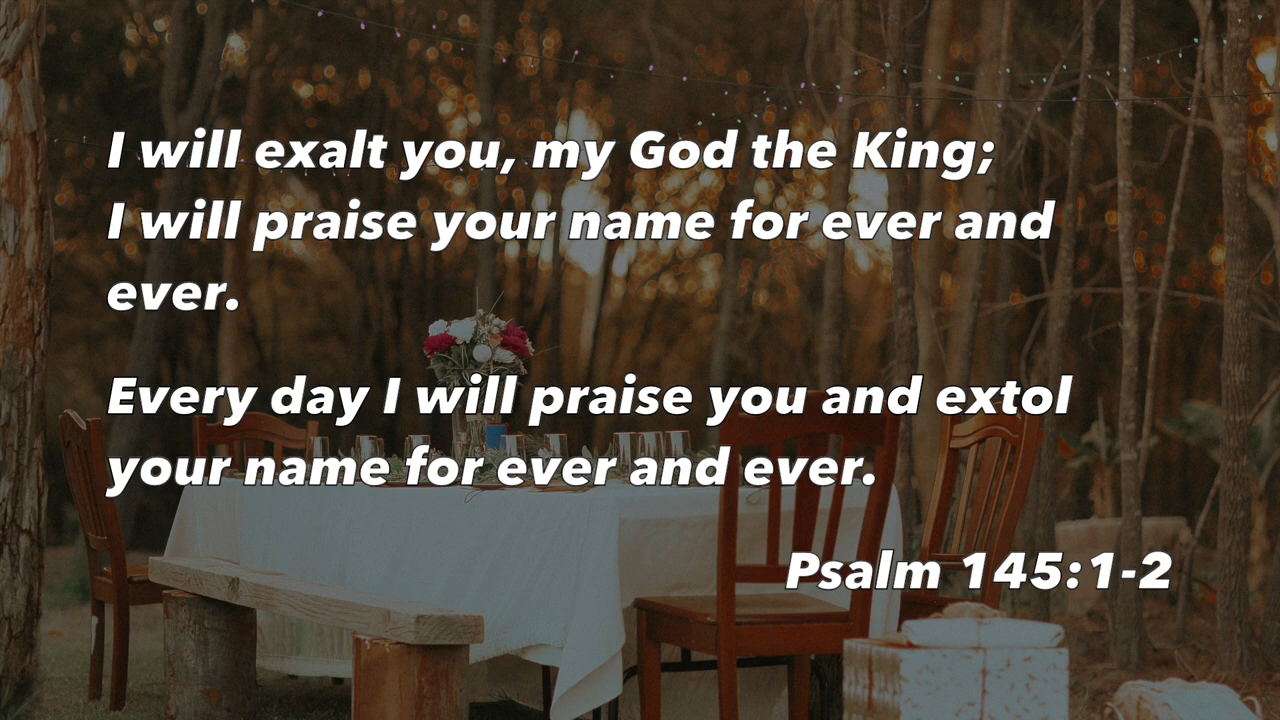 I will exalt you, my God the King;
I will praise your name for ever and
ever.
Every day I will praise you and extol
your name for ever and ever.
Psalm 145:1-2